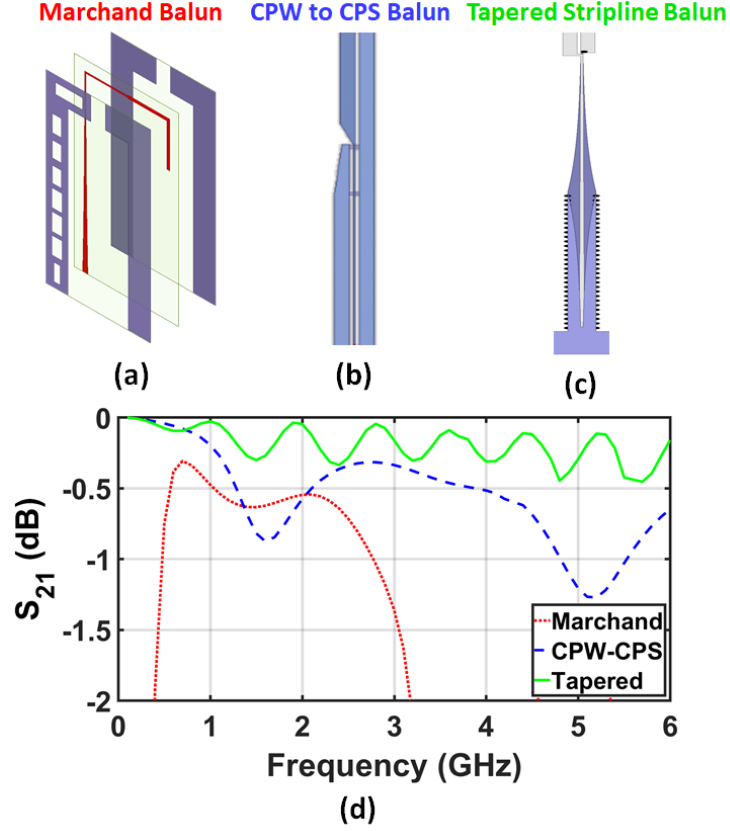 Marchand Balun CPW to CPS Balun Tapered Stripline Balun
(a) (b) (c)
0
-0.5
-1
-1.5
-2
S21 (dB)
Marchand
CPW-CPS
Tapered
0 1 2 3 4 5 6
Frequency (GHz)
(d)